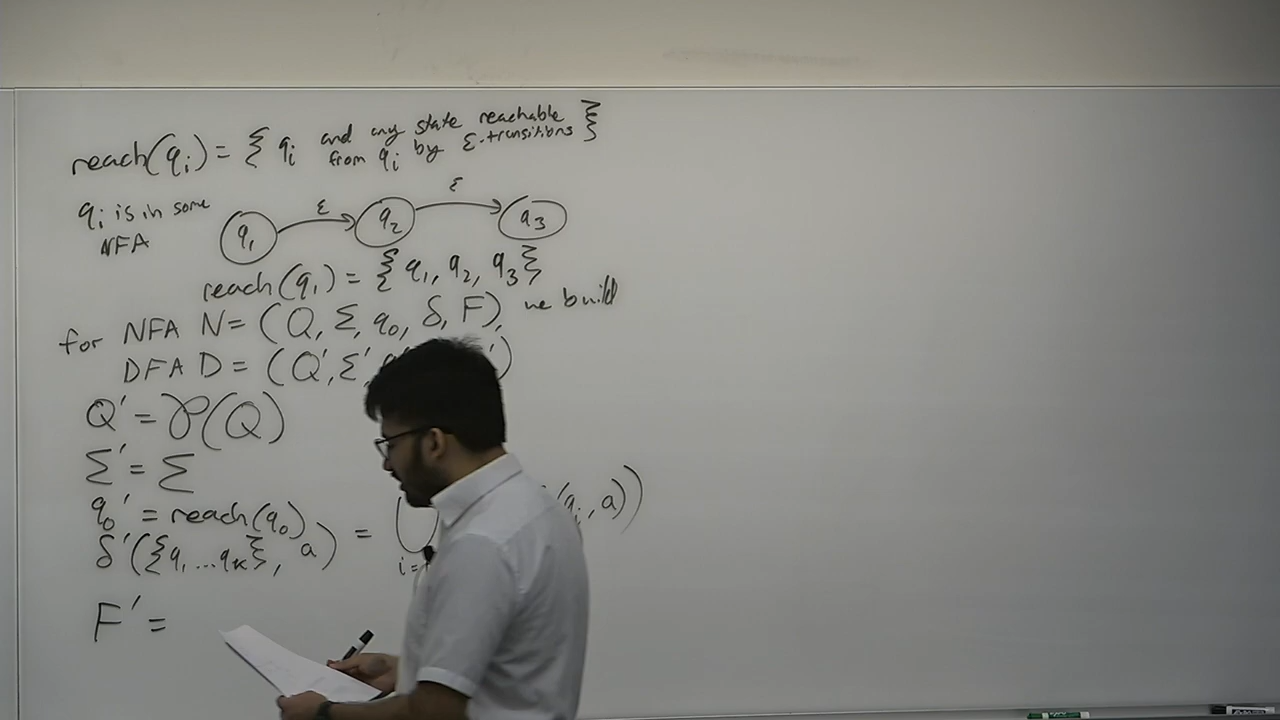 reach(qi) = { qi and any state reachable
from qi by ε-transitions }
qi is in some
NFA
q1 ε q2 ε q3
reach(q1) = { q1, q2, q3 }
for NFA N = (Q, Σ, q0, δ, F), we build
DFA D = (Q', Σ', ')
Q' = P(Q)
Σ' = Σ
q0' = reach(q0)
δ'({q1 ... qk}, a) = ⋃ i= (qi, a))
F' =